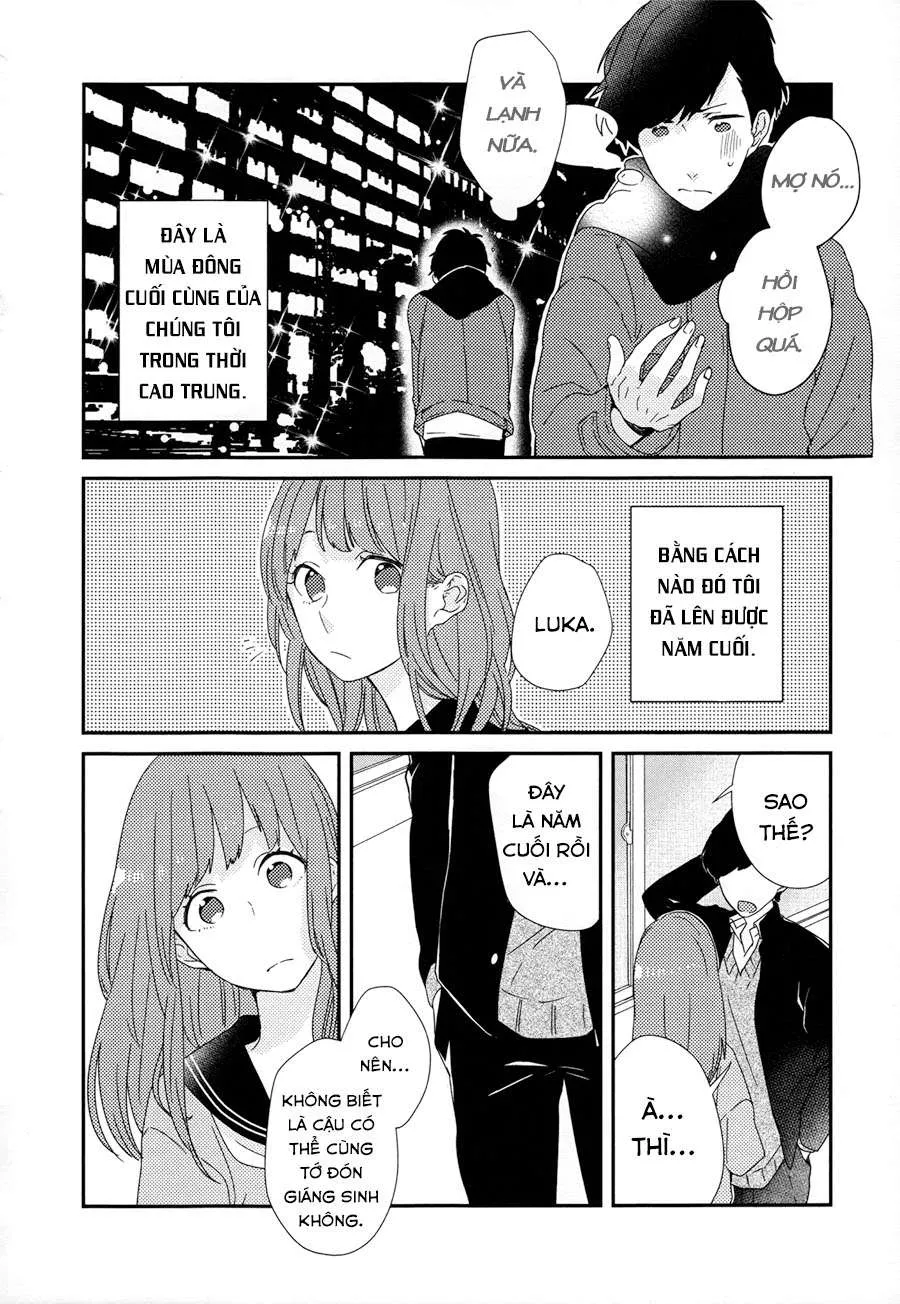 MỢ NÓ...
HỒI
HỘP
QUÁ.
VÀ
LẠNH
NỮA.
ĐÂY LÀ
MÙA ĐÔNG
CUỐI CÙNG CỦA
CHÚNG TÔI
TRONG THỜI
CAO TRUNG.
BẰNG CÁCH
NÀO ĐÓ TÔI
ĐÃ LÊN ĐƯỢC
NĂM CUỐI.
LUKA.
SAO
THẾ?
À...
THÌ...
ĐÂY
LÀ NĂM
CUỐI RỒI
VÀ...
CHO
NÊN...
KHÔNG BIẾT
LÀ CẬU CÓ
THỂ CÙNG
TỚ ĐÓN
GIÁNG SINH
KHÔNG.